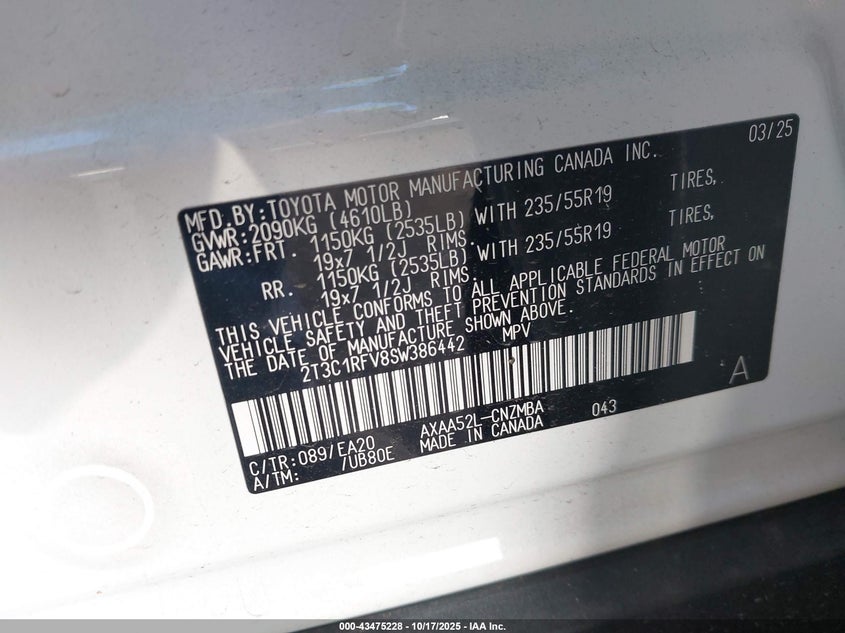 03/25
MFD. BY: TOYOTA MOTOR MANUFACTURING CANADA INC.
GVWR: 2090KG (4610LB)
GAWR: FRT. 1150KG (2535LB) WITH 235/55R19 TIRES,
19x7 1/2J RIMS.
RR. 1150KG (2535LB) WITH 235/55R19 TIRES,
19x7 1/2J RIMS.
THIS VEHICLE CONFORMS TO ALL APPLICABLE FEDERAL MOTOR
VEHICLE SAFETY AND THEFT PREVENTION STANDARDS IN EFFECT ON
THE DATE OF MANUFACTURE SHOWN ABOVE.
2T3C1RFV8SW386442 MPV
A
C/TR: 089/EA20 AXAA52L-CNZMBA 043
A/TM: /UB80E MADE IN CANADA
000-43475228 - 10/17/2025 - IAA Inc.